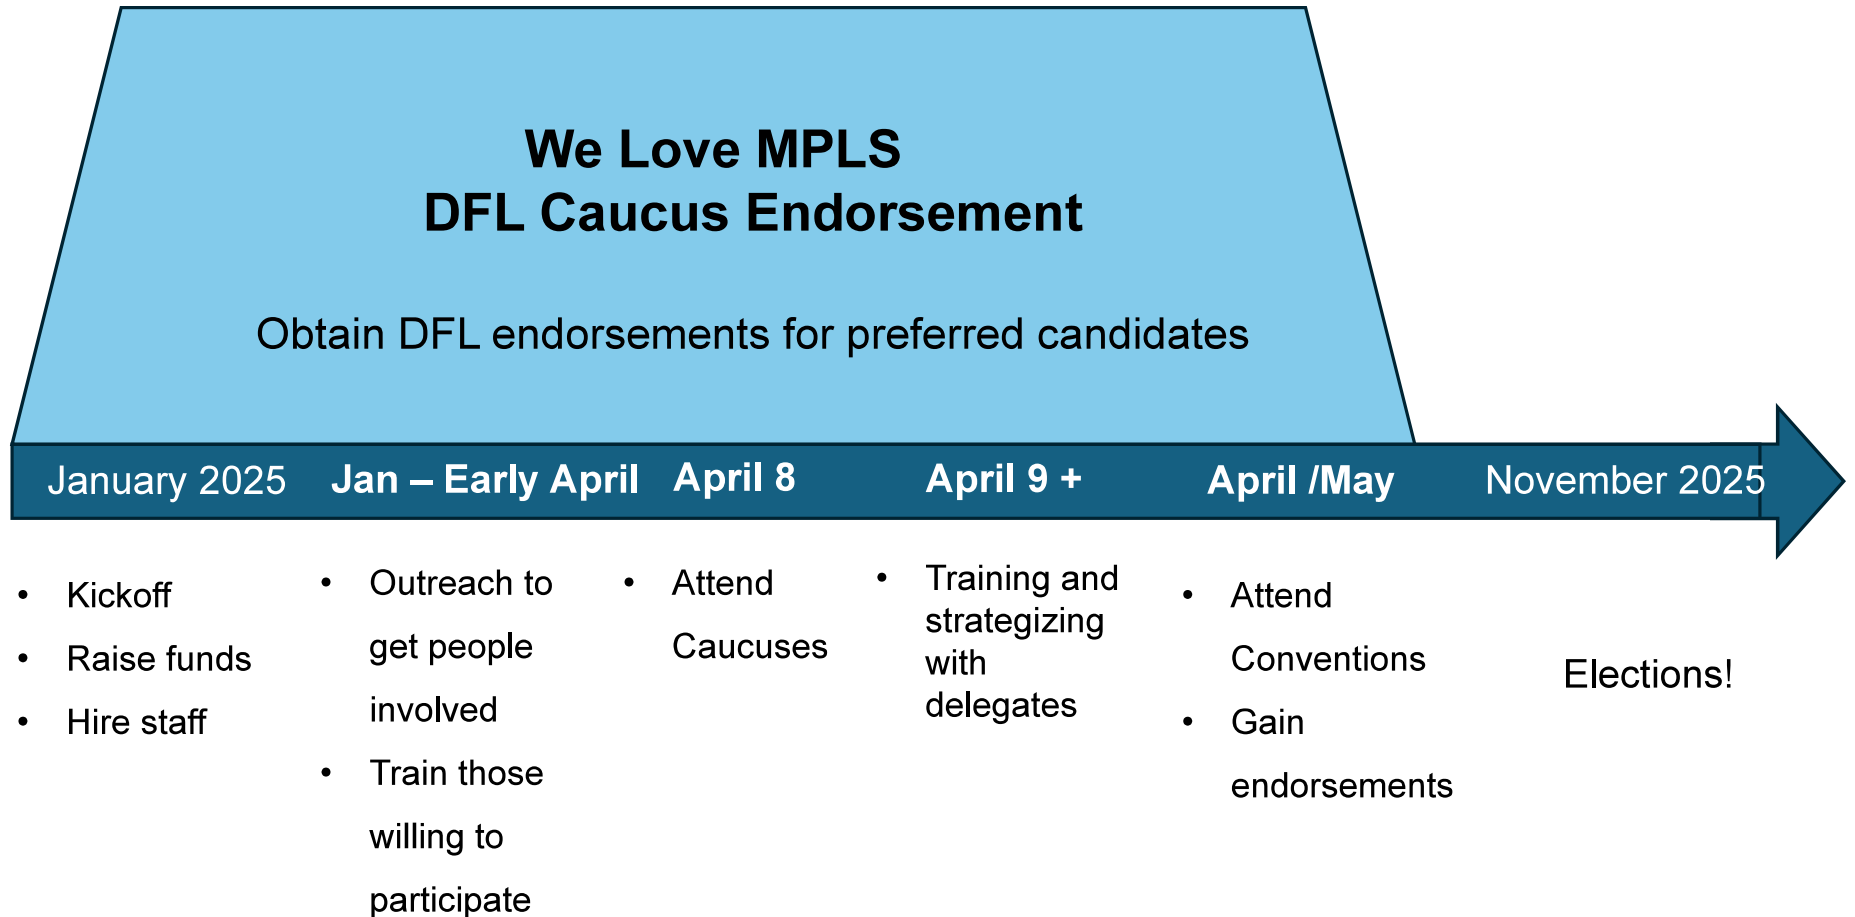 We Love MPLS
DFL Caucus Endorsement
Obtain DFL endorsements for preferred candidates
January 2025
Jan – Early April
April 8
April 9 +
April /May
November 2025
• Kickoff
• Raise funds
• Hire staff
• Outreach to
get people
involved
• Train those
willing to
participate
• Attend
Caucuses
• Training and
strategizing
with
delegates
• Attend
Conventions
• Gain
endorsements
Elections!